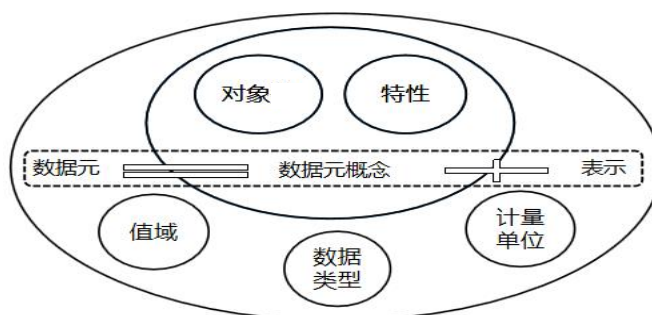 对象 特性
数据元 数据元概念 表示
值域
数据
类型
计量
单位